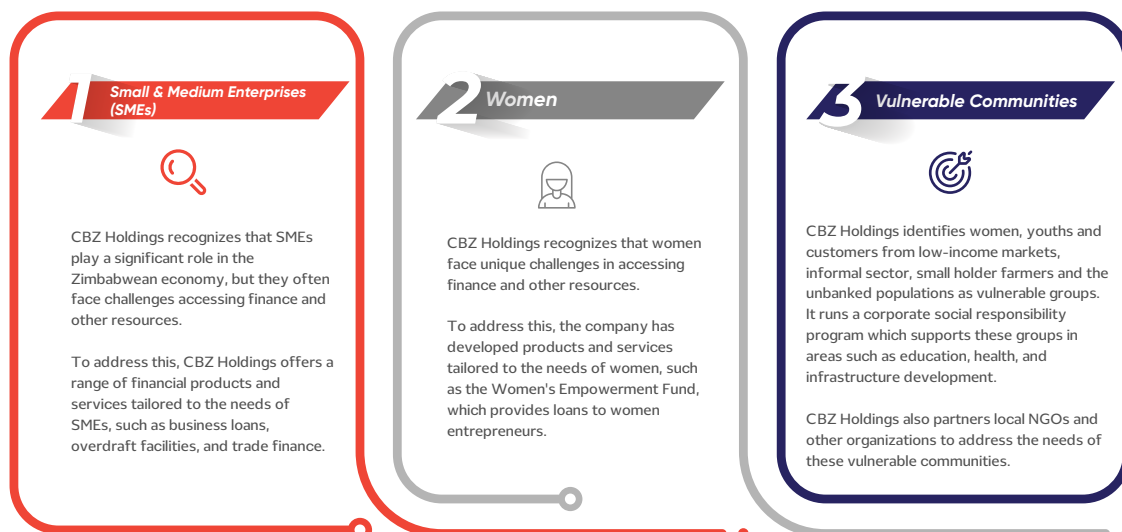 1
Small & Medium Enterprises
(SMEs)
CBZ Holdings recognizes that SMEs
play a significant role in the
Zimbabwean economy, but they often
face challenges accessing finance and
other resources.
To address this, CBZ Holdings offers a
range of financial products and
services tailored to the needs of
SMEs, such as business loans,
overdraft facilities, and trade finance.
2
Women
CBZ Holdings recognizes that women
face unique challenges in accessing
finance and other resources.
To address this, the company has
developed products and services
tailored to the needs of women, such
as the Women's Empowerment Fund,
which provides loans to women
entrepreneurs.
3
Vulnerable Communities
CBZ Holdings identifies women, youths and
customers from low-income markets,
informal sector, small holder farmers and the
unbanked populations as vulnerable groups.
It runs a corporate social responsibility
program which supports these groups in
areas such as education, health, and
infrastructure development.
CBZ Holdings also partners local NGOs and
other organizations to address the needs of
these vulnerable communities.